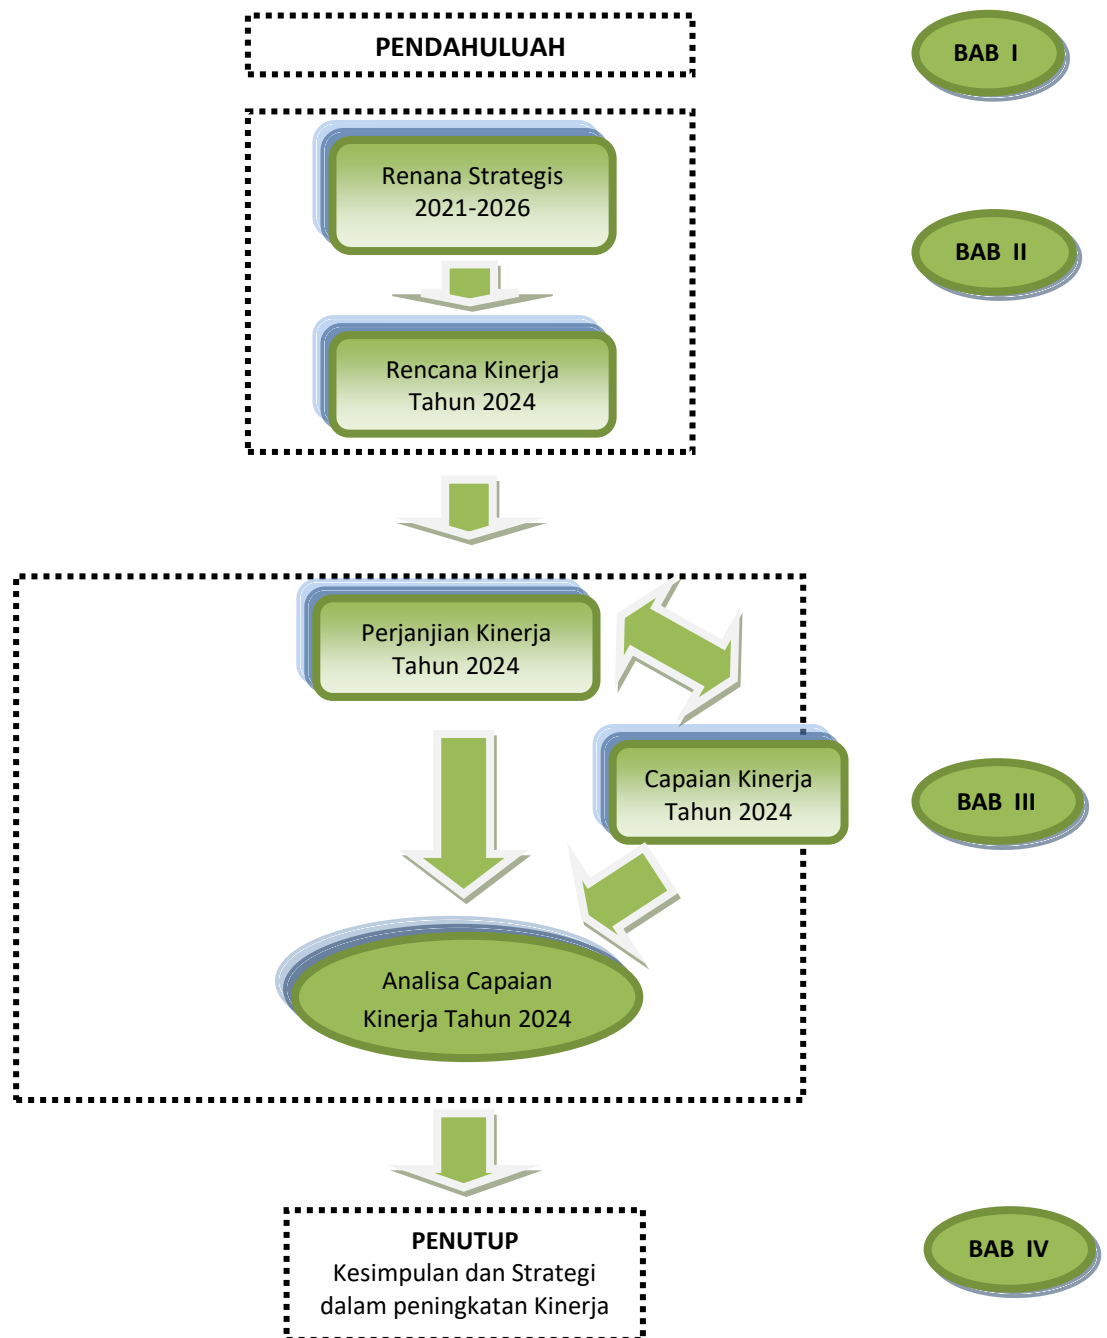 PENDAHULUAH
BAB I
Renana Strategis
2021-2026
BAB II
Rencana Kinerja
Tahun 2024
Perjanjian Kinerja
Tahun 2024
Capaian Kinerja
Tahun 2024
BAB III
Analisa Capaian
Kinerja Tahun 2024
PENUTUP
Kesimpulan dan Strategi
dalam peningkatan Kinerja
BAB IV